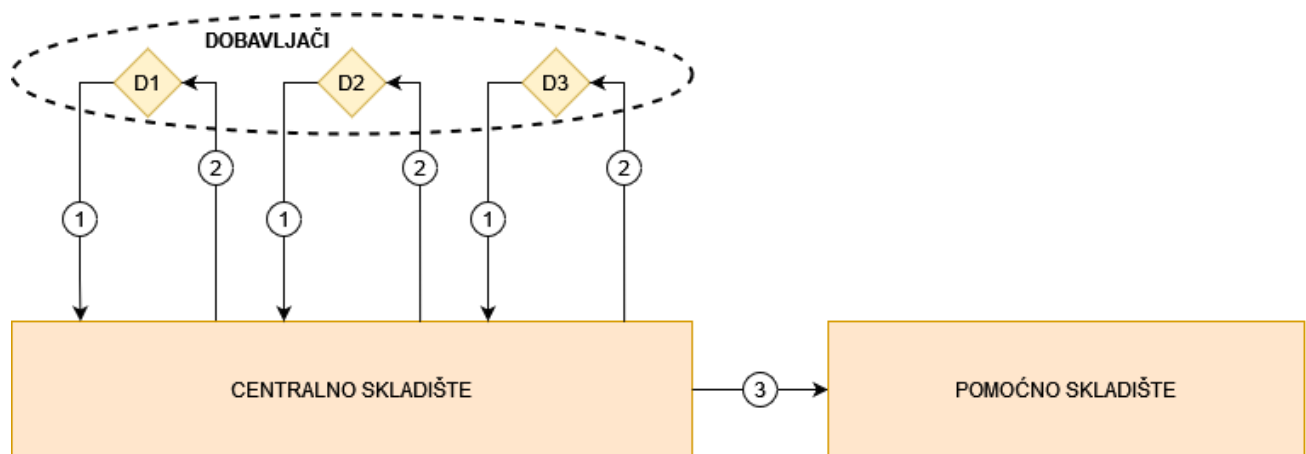 DOBAVLJAČI
D1
D2
D3
2
2
2
1
1
1
CENTRALNO SKLADIŠTE
3
POMOĆNO SKLADIŠTE